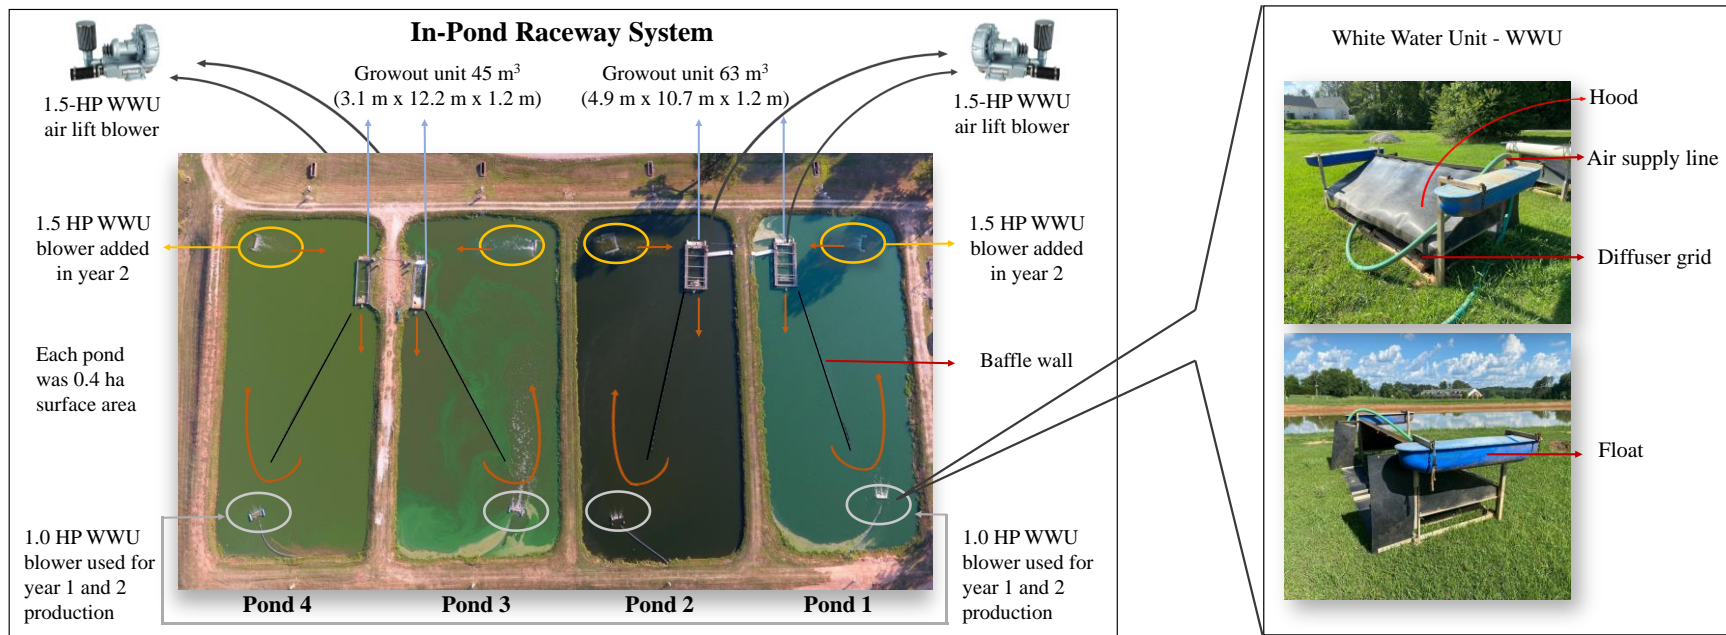 In-Pond Raceway System
1.5-HP WWU
air lift blower
Growout unit 45 m³
(3.1 m x 12.2 m x 1.2 m)
Growout unit 63 m³
(4.9 m x 10.7 m x 1.2 m)
1.5-HP WWU
air lift blower
1.5 HP WWU
blower added
in year 2
1.5 HP WWU
blower added
in year 2
Each pond
was 0.4 ha
surface area
Baffle wall
1.0 HP WWU
blower used for
year 1 and 2
production
1.0 HP WWU
blower used for
year 1 and 2
production
Pond 4
Pond 3
Pond 2
Pond 1
White Water Unit - WWU
Hood
Air supply line
Diffuser grid
Float